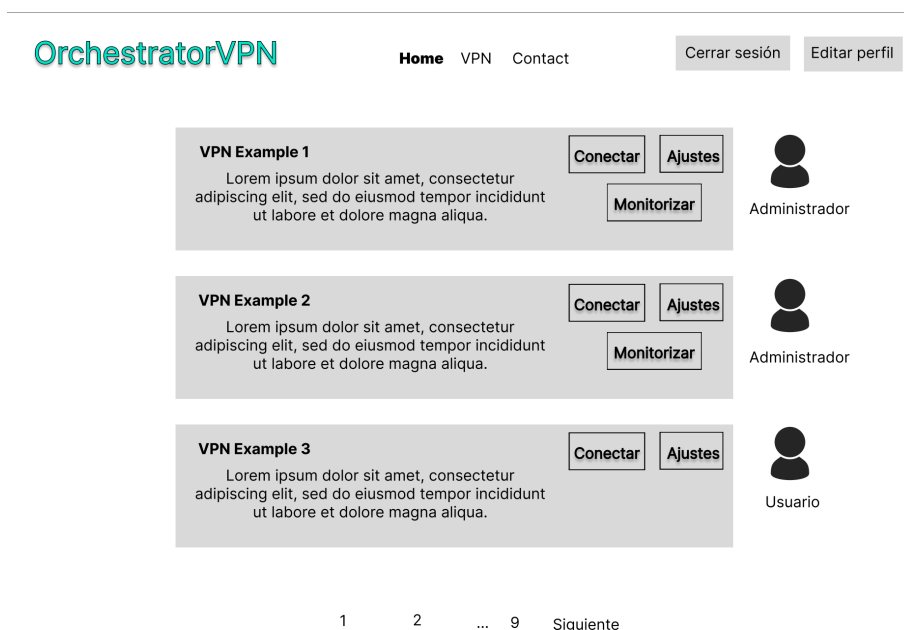 OrchestratorVPN
Home VPN Contact
Cerrar sesión
Editar perfil
VPN Example 1
Lorem ipsum dolor sit amet, consectetur
adipiscing elit, sed do eiusmod tempor incididunt
ut labore et dolore magna aliqua.
Conectar
Ajustes
Monitorizar
Administrador
VPN Example 2
Lorem ipsum dolor sit amet, consectetur
adipiscing elit, sed do eiusmod tempor incididunt
ut labore et dolore magna aliqua.
Conectar
Ajustes
Monitorizar
Administrador
VPN Example 3
Lorem ipsum dolor sit amet, consectetur
adipiscing elit, sed do eiusmod tempor incididunt
ut labore et dolore magna aliqua.
Conectar
Ajustes
Usuario
1 2 ... 9 Siguiente